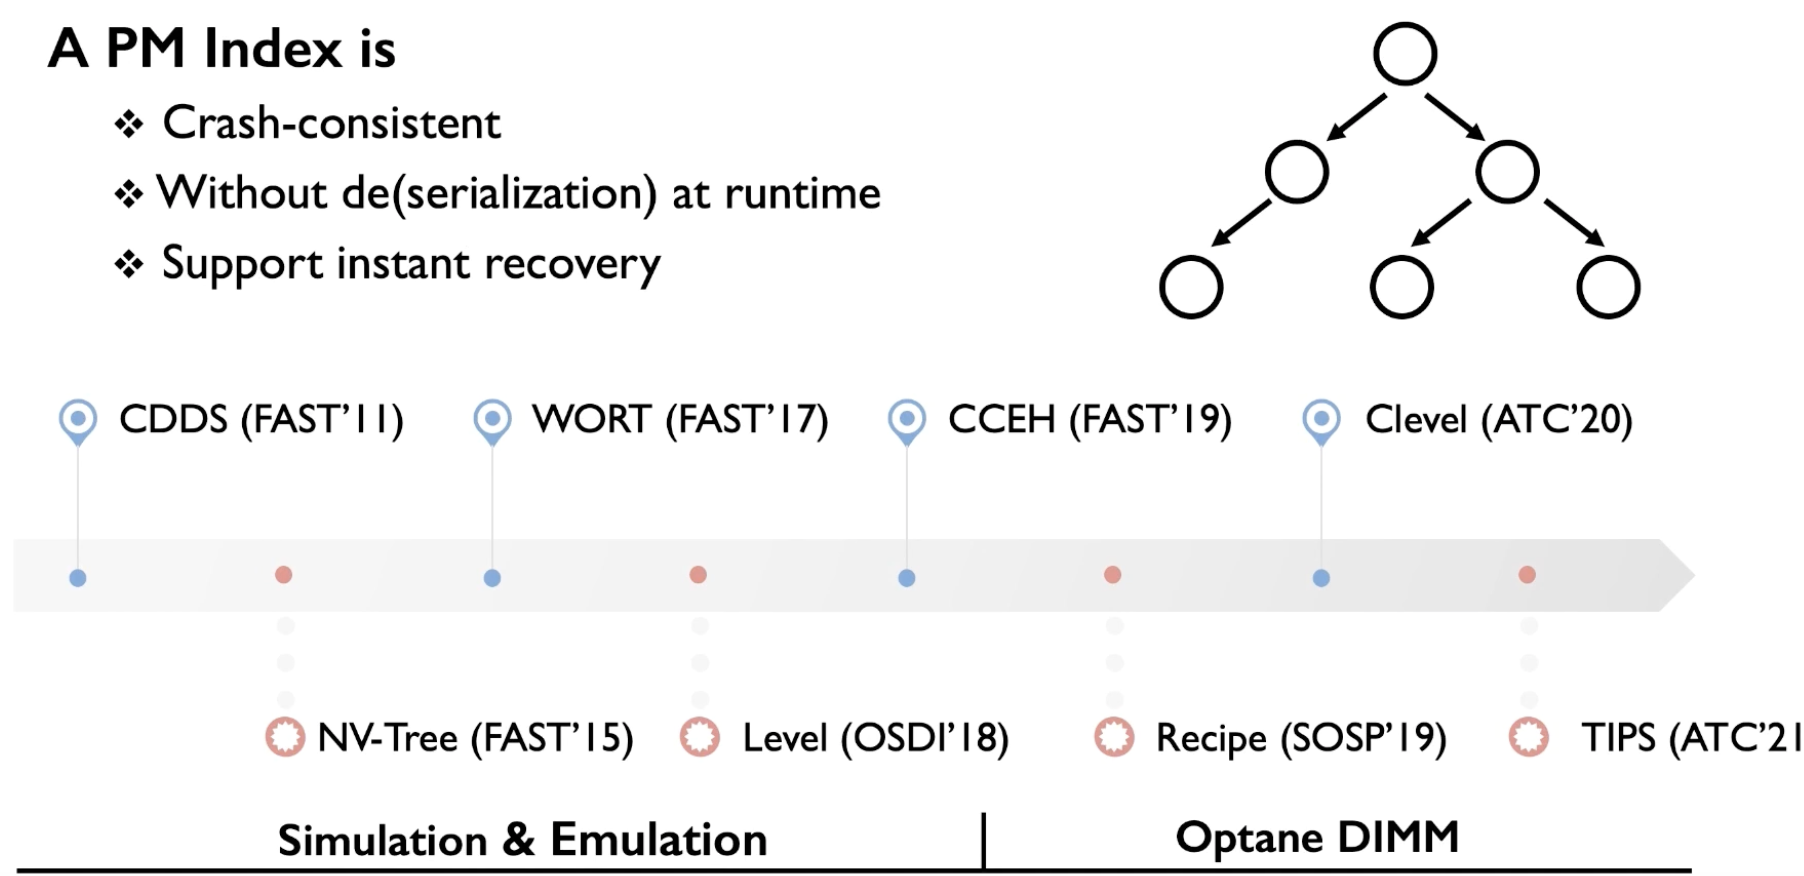 A PM Index is
❖ Crash-consistent
❖ Without de(serialization) at runtime
❖ Support instant recovery
CDDS (FAST’11)
WORT (FAST’17)
CCEH (FAST’19)
Clevel (ATC’20)
NV-Tree (FAST’15)
Level (OSDI’18)
Recipe (SOSP’19)
TIPS (ATC’21
Simulation & Emulation
Optane DIMM